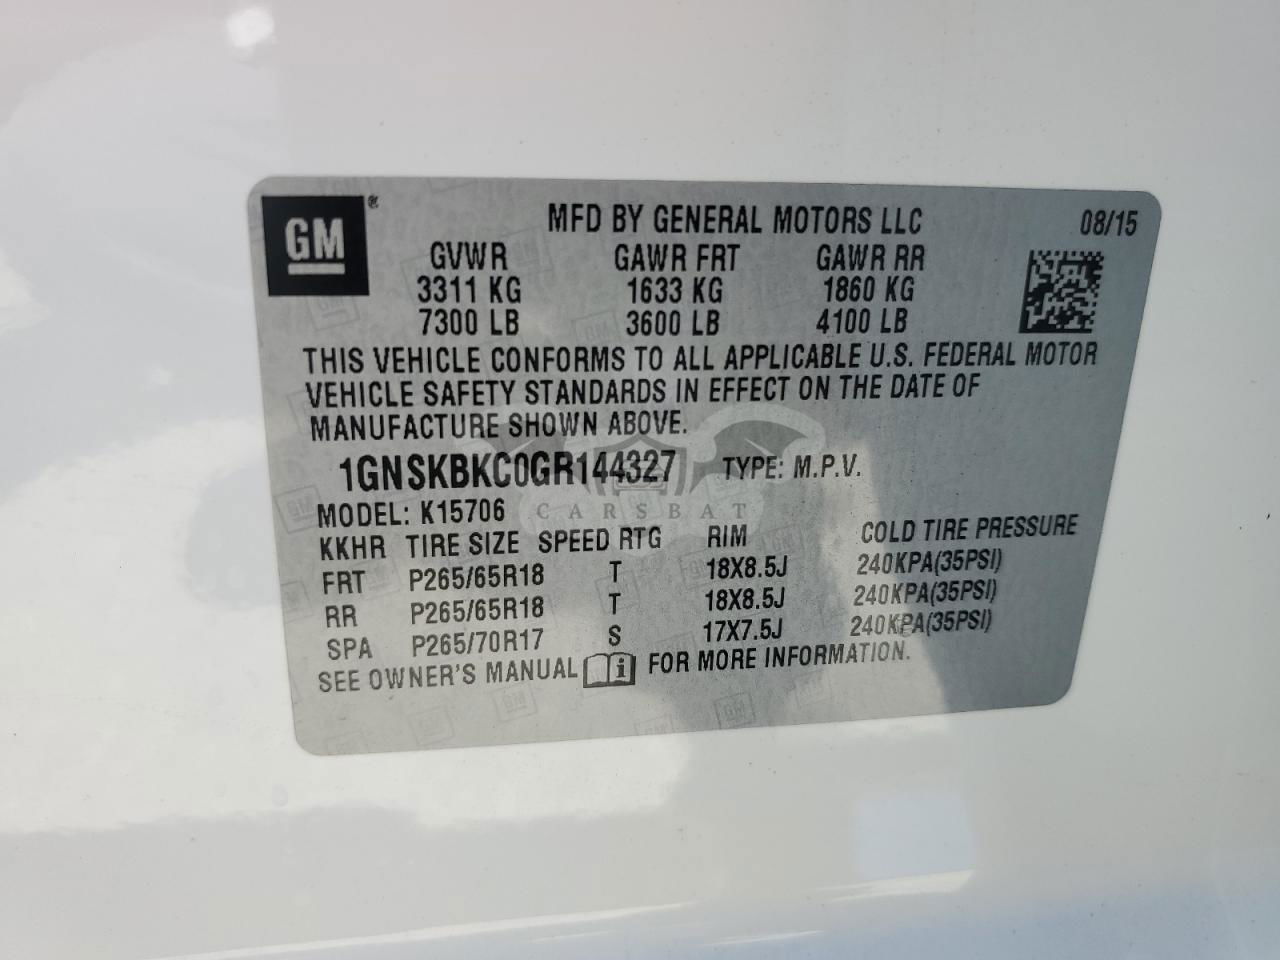 GM ® MFD BY GENERAL MOTORS LLC 08/15
GVWR GAWR FRT GAWR RR
3311 KG 1633 KG 1860 KG
7300 LB 3600 LB 4100 LB
THIS VEHICLE CONFORMS TO ALL APPLICABLE U.S. FEDERAL MOTOR
VEHICLE SAFETY STANDARDS IN EFFECT ON THE DATE OF
MANUFACTURE SHOWN ABOVE.
1GNSKBKC0GR144327 TYPE: M.P.V.
MODEL: K15706
CARSBAT
KKHR TIRE SIZE SPEED RTG RIM COLD TIRE PRESSURE
FRT P265/65R18 T 18X8.5J 240KPA(35PSI)
RR P265/65R18 T 18X8.5J 240KPA(35PSI)
SPA P265/70R17 S 17X7.5J 240KPA(35PSI)
SEE OWNER'S MANUAL i FOR MORE INFORMATION.